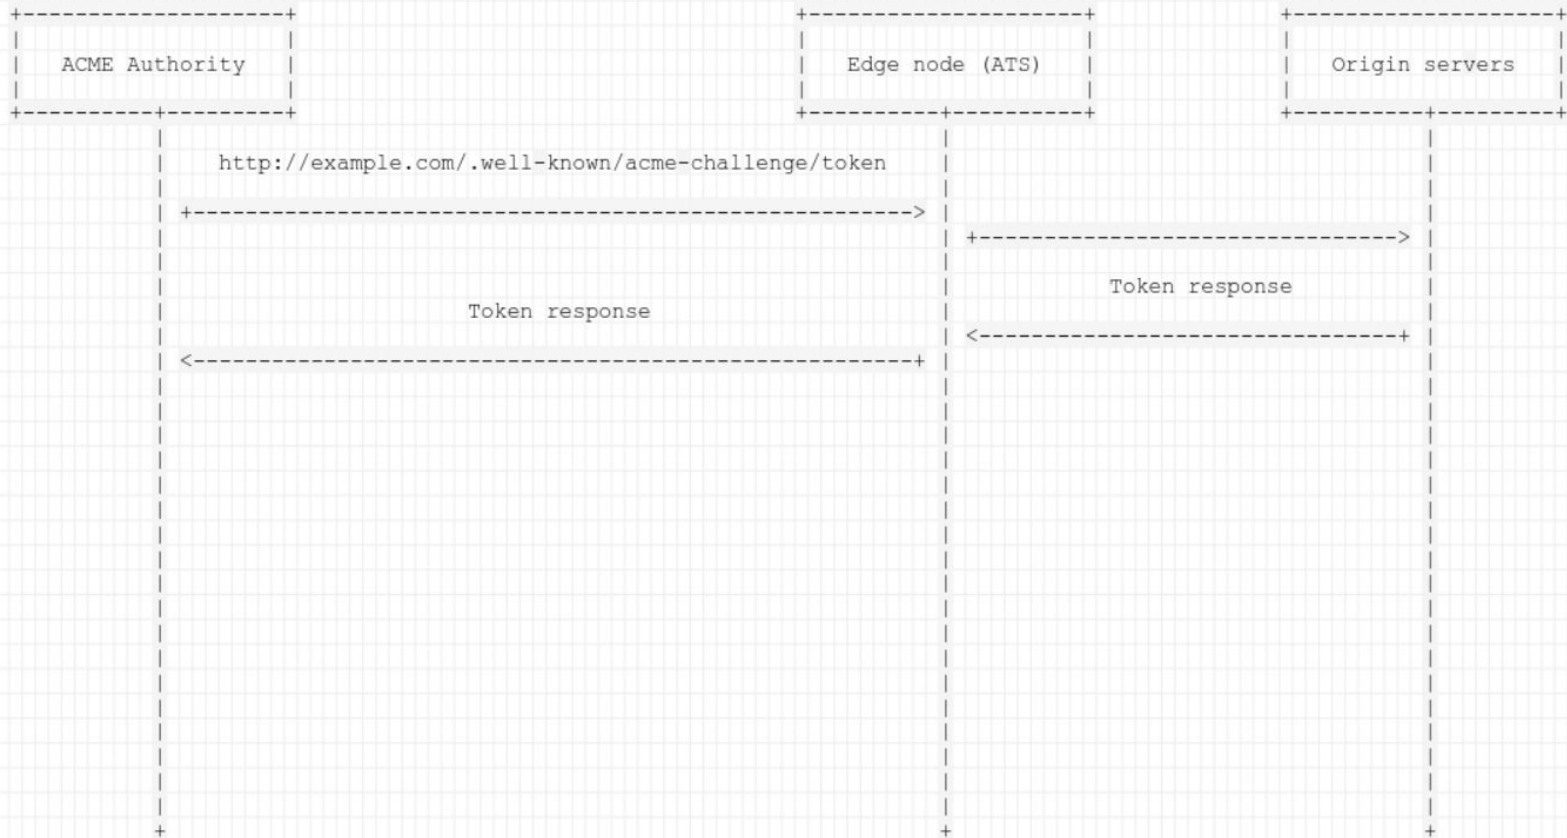 ACME Authority
Edge node (ATS)
Origin servers
http://example.com/.well-known/acme-challenge/token
Token response
Token response